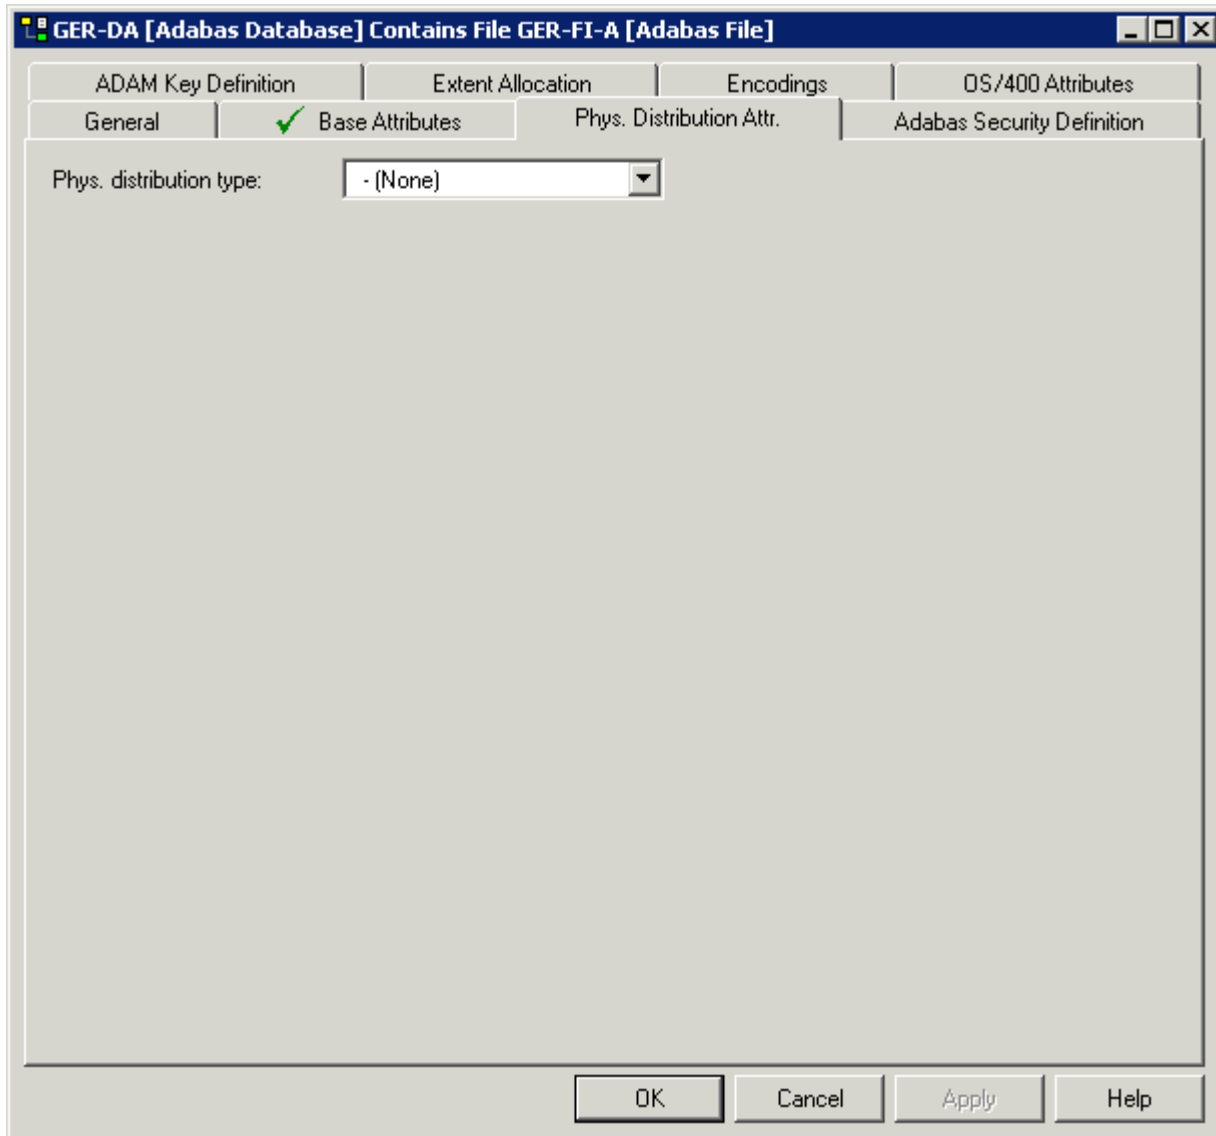 GER-DA [Adabas Database] Contains File GER-FI-A [Adabas File]
ADAM Key Definition Extent Allocation Encodings OS/400 Attributes
General Base Attributes Phys. Distribution Attr. Adabas Security Definition
Phys. distribution type: - (None)
OK Cancel Apply Help